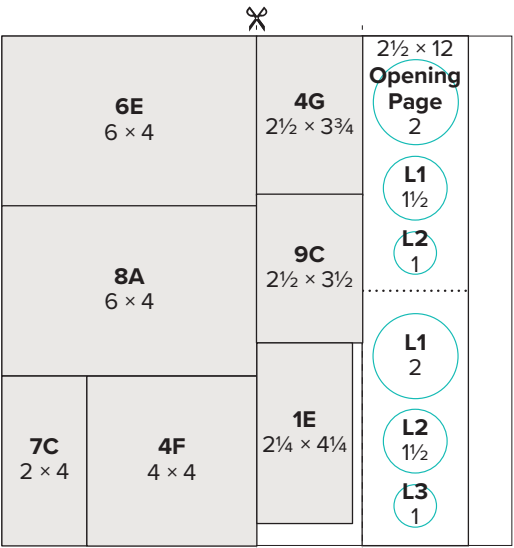 6E
6 × 4
8A
6 × 4
7C
2 × 4
4F
4 × 4
4G
2½ × 3¾
9C
2½ × 3½
1E
2¼ × 4¼
2½ × 12
Opening
Page
2
L1
1½
L2
1
L1
2
L2
1½
L3
1